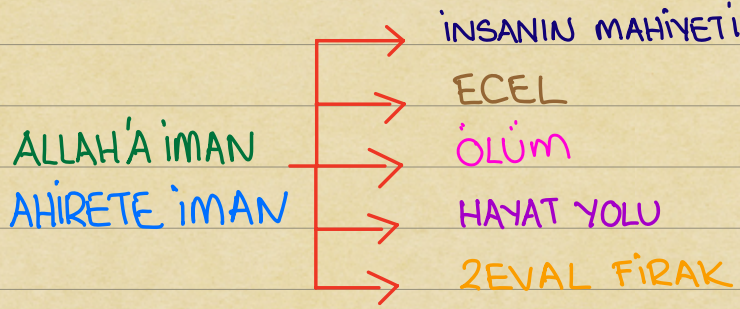 İNSANIN MAHİYETİ
ECEL
ALLAH'A İMAN
ÖLÜM
AHİRETE İMAN
HAYAT YOLU
ZEVAL FİRAK